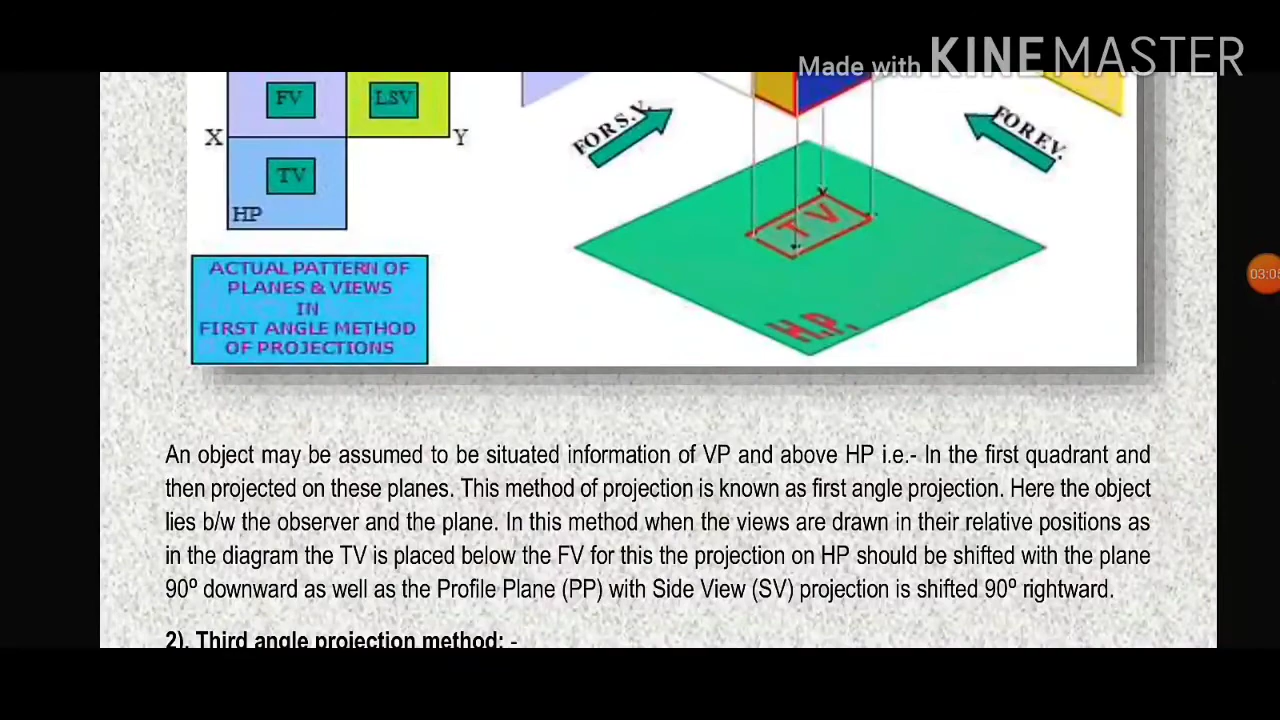 Made with KINEMASTER
FV
LSV
X
Y
TV
HP
FOR S.V.
FOR F.V.
TV
H.P.
03:05
ACTUAL PATTERN OF
PLANES & VIEWS
IN
FIRST ANGLE METHOD
OF PROJECTIONS
An object may be assumed to be situated information of VP and above HP i.e.- In the first quadrant and
then projected on these planes. This method of projection is known as first angle projection. Here the object
lies b/w the observer and the plane. In this method when the views are drawn in their relative positions as
in the diagram the TV is placed below the FV for this the projection on HP should be shifted with the plane
90º downward as well as the Profile Plane (PP) with Side View (SV) projection is shifted 90º rightward.
2). Third angle projection method: -